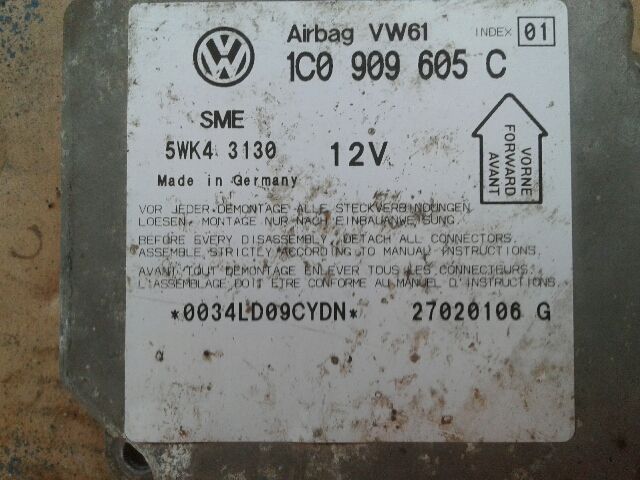 Airbag VW61 INDEX 01
1C0 909 605 C
SME
5WK4 3130 12V
Made in Germany
VORNE
FORWARD
AVANT
VOR JEDER DEMONTAGE ALLE STECKVERBINDUNGEN
LOESEN. MONTAGE NUR NACH EINBAUANWEISUNG.
BEFORE EVERY DISASSEMBLY, DETACH ALL CONNECTORS.
ASSEMBLE STRICTLY ACCORDING TO MANUAL INSTRUCTIONS.
AVANT TOUT DEMONTAGE ENLEVER TOUS LES CONNECTEURS.
L'ASSEMBLAGE DOIT ETRE CONFORME AU MANUEL D'INSTRUCTIONS.
*0034LD09CYDN* 27020106 G